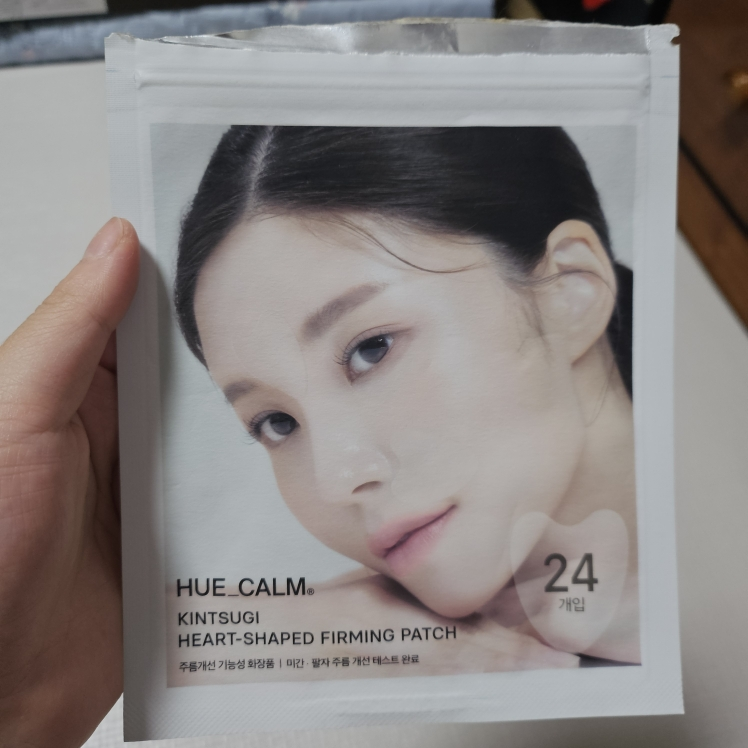 HUE_CALM®
KINTSUGI
HEART-SHAPED FIRMING PATCH
주름개선 기능성 화장품 | 미간 · 팔자 주름 개선 테스트 완료
24
개입